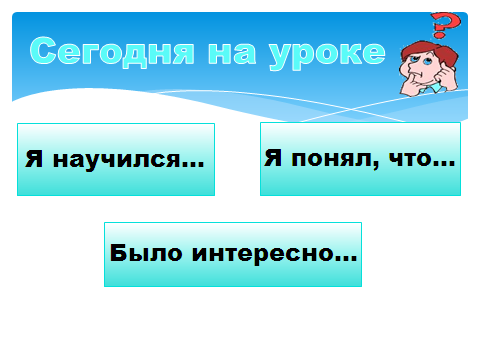 Сегодня на уроке
Я научился...
Я понял, что...
Было интересно...